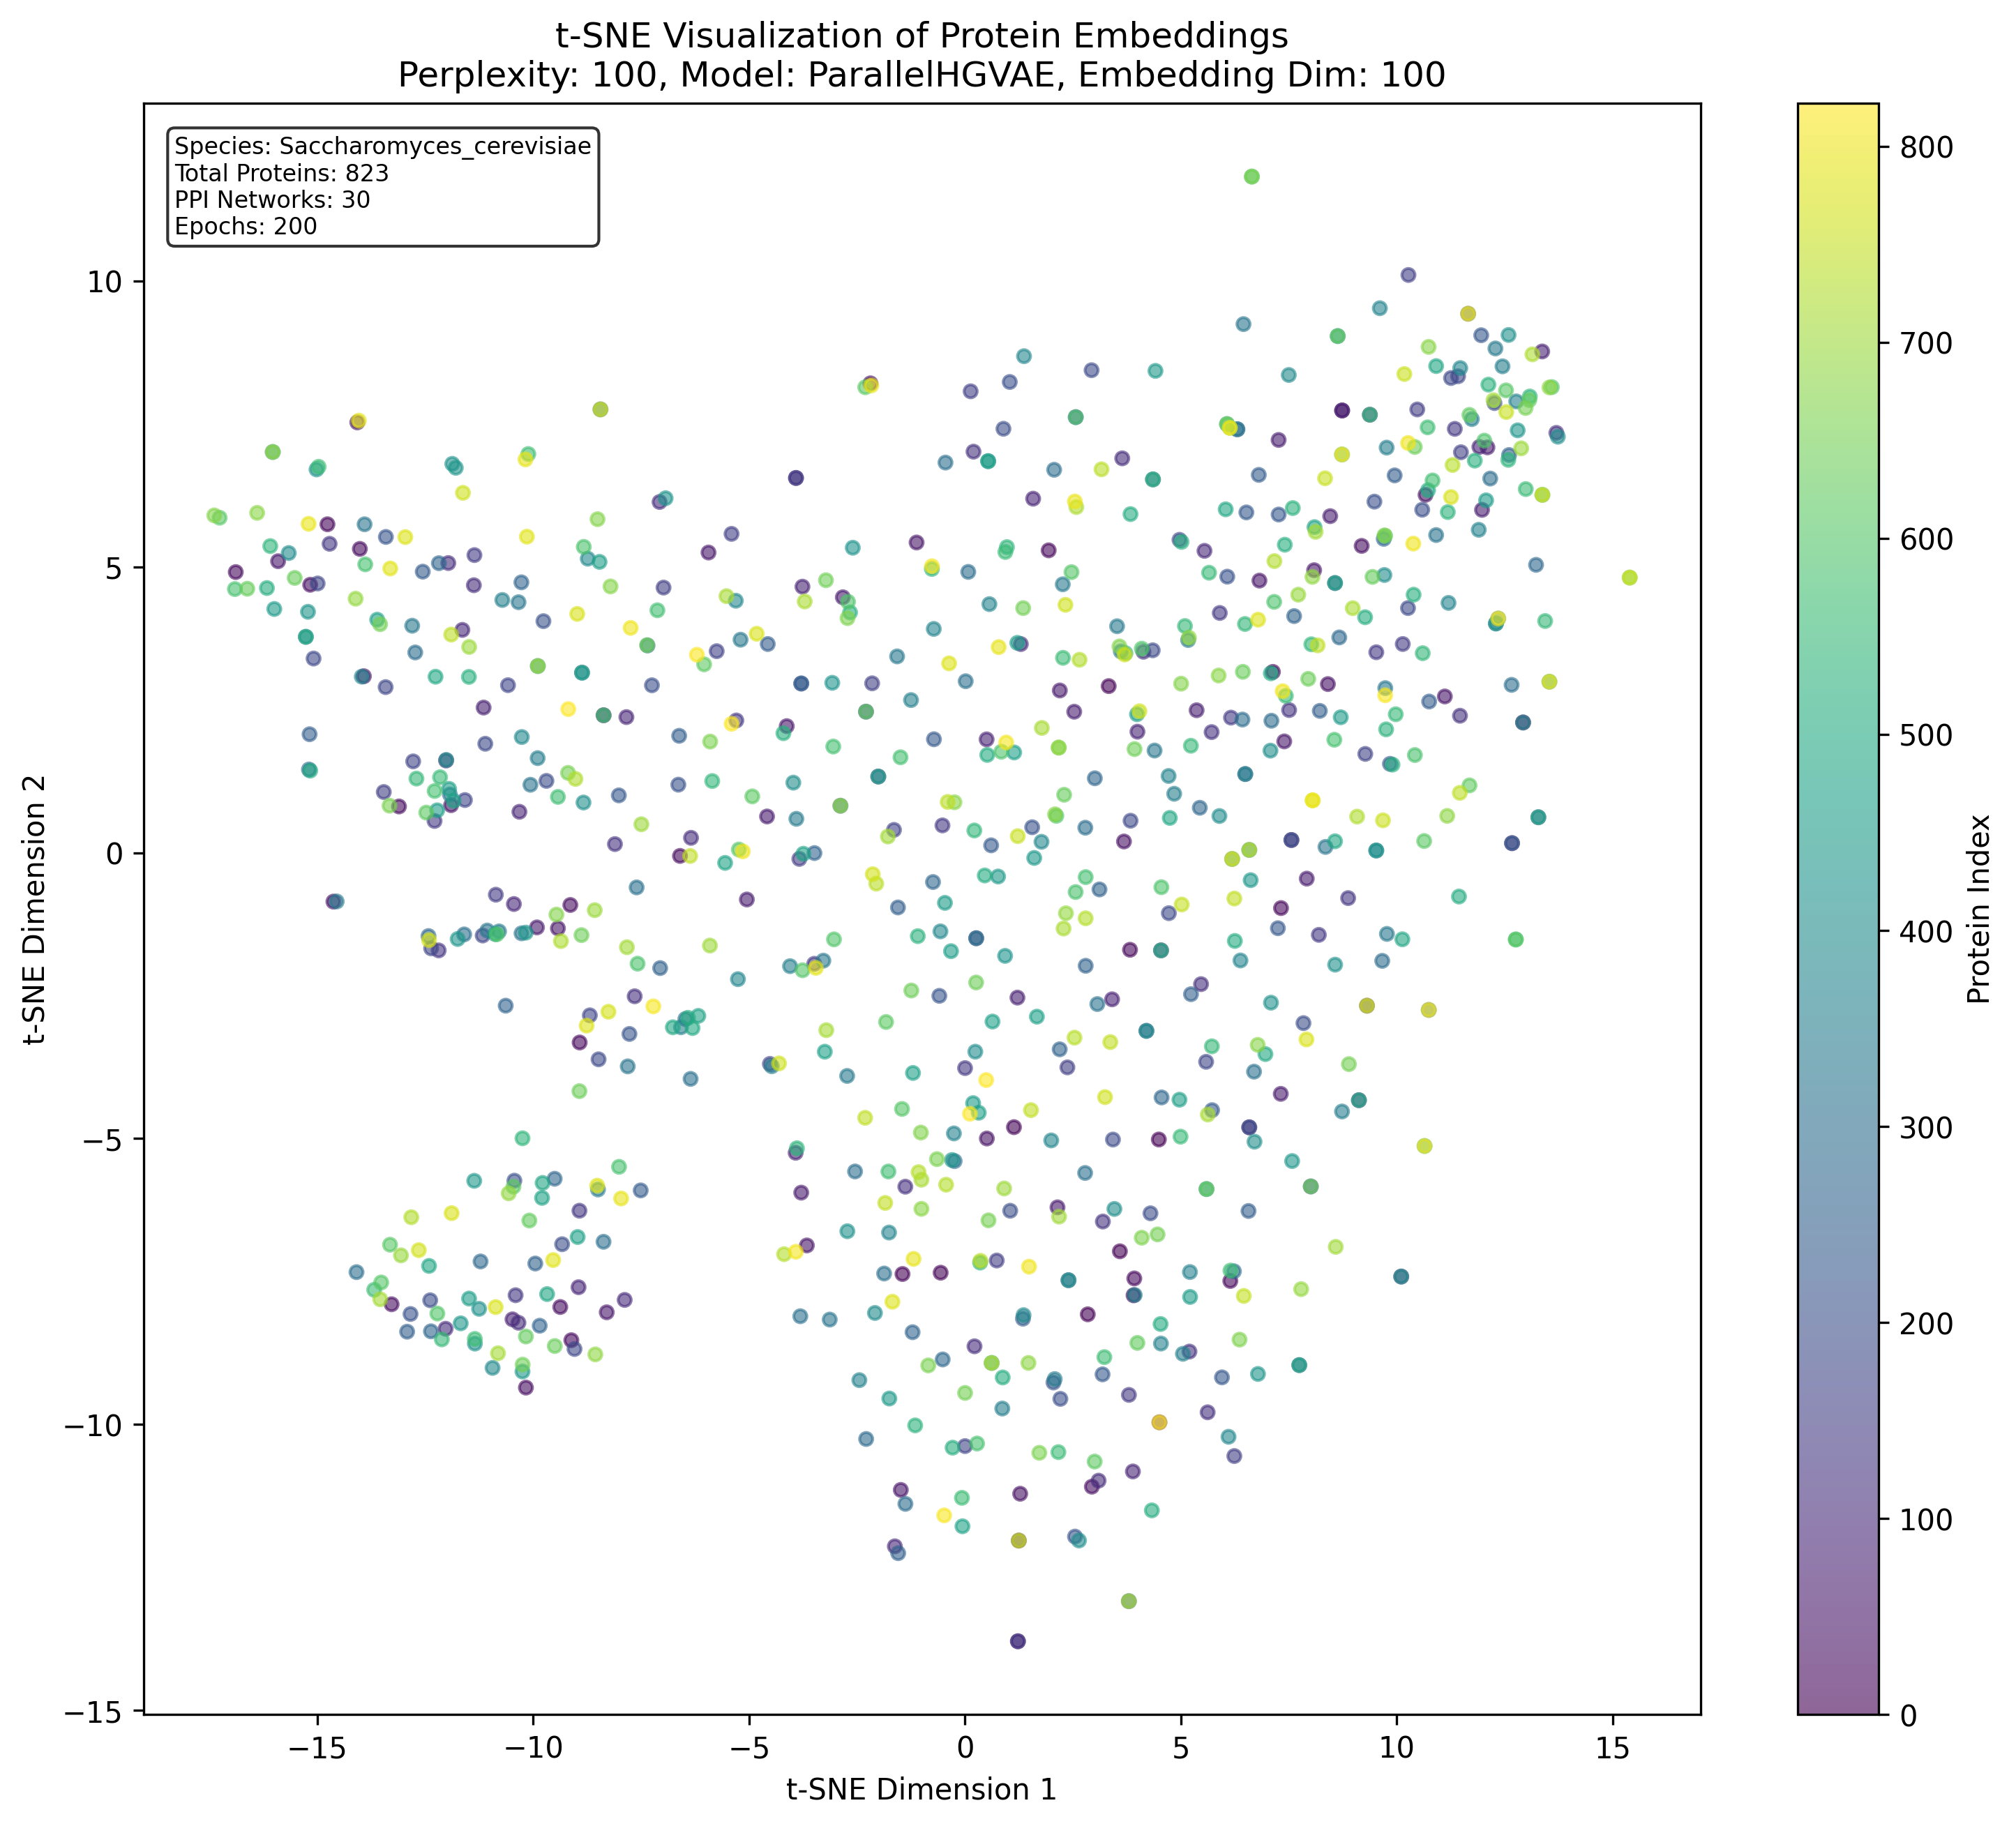 t-SNE Visualization of Protein Embeddings
Perplexity: 100, Model: ParallelHGVAE, Embedding Dim: 100
Species: Saccharomyces_cerevisiae
Total Proteins: 823
PPI Networks: 30
Epochs: 200
10
5
0
−5
−10
−15
t-SNE Dimension 2
−15
−10
−5
0
5
10
15
t-SNE Dimension 1
800
700
600
500
400
300
200
100
0
Protein Index